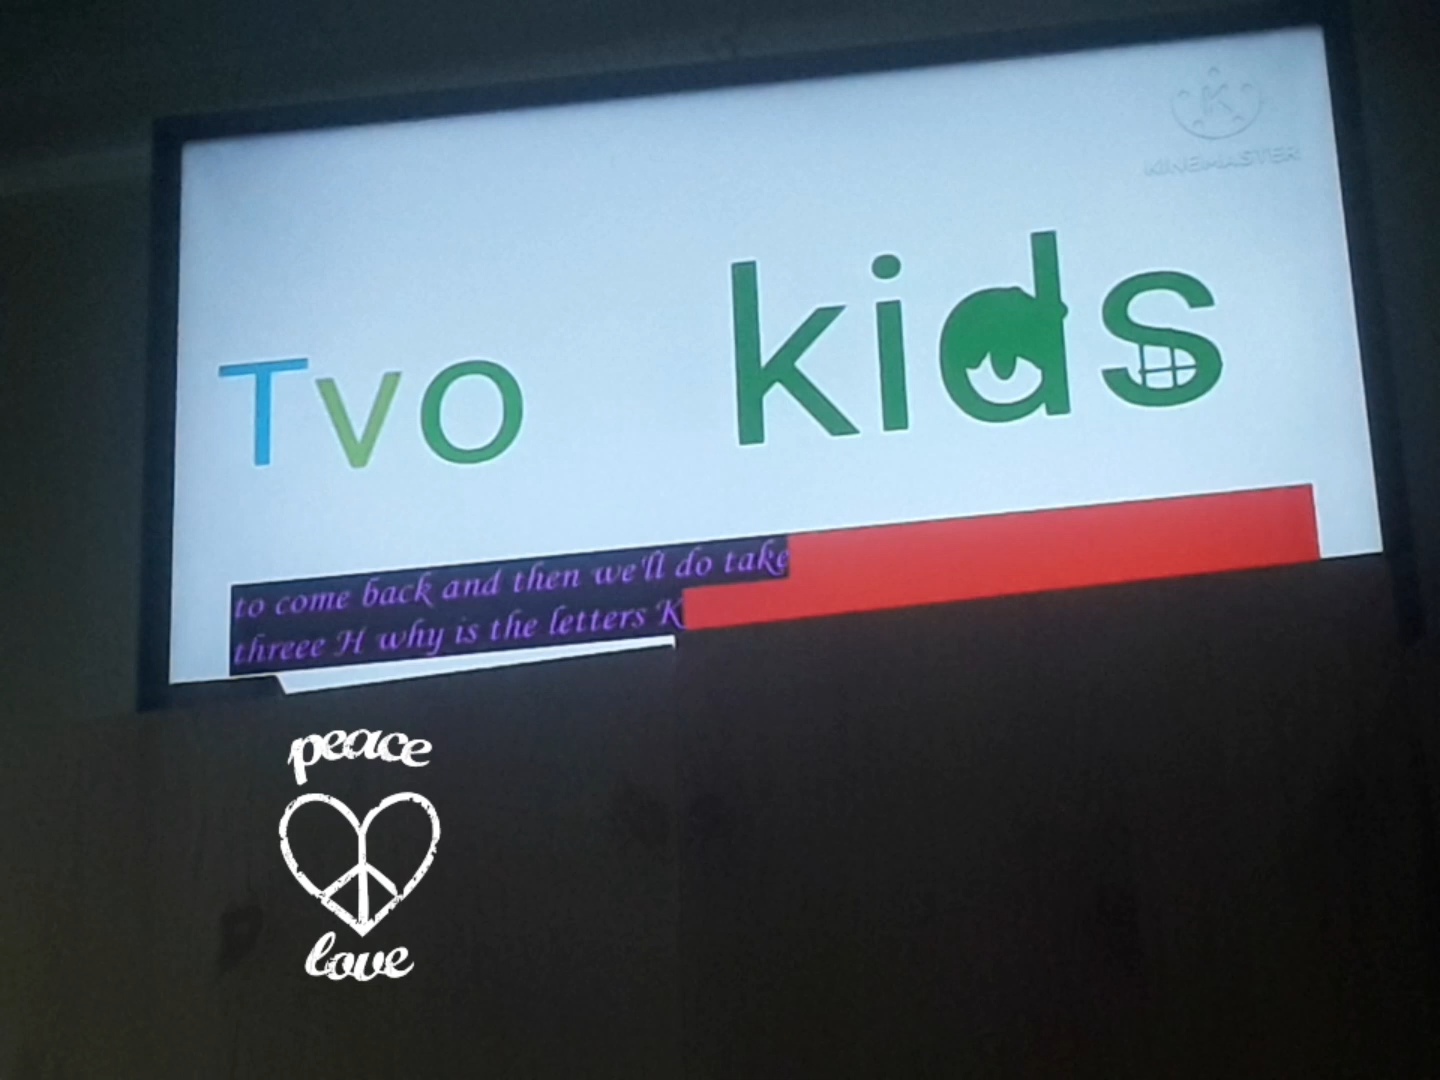 KINEMASTER
Tvo kids
to come back and then we'll do take
threee H why is the letters K
peace
love